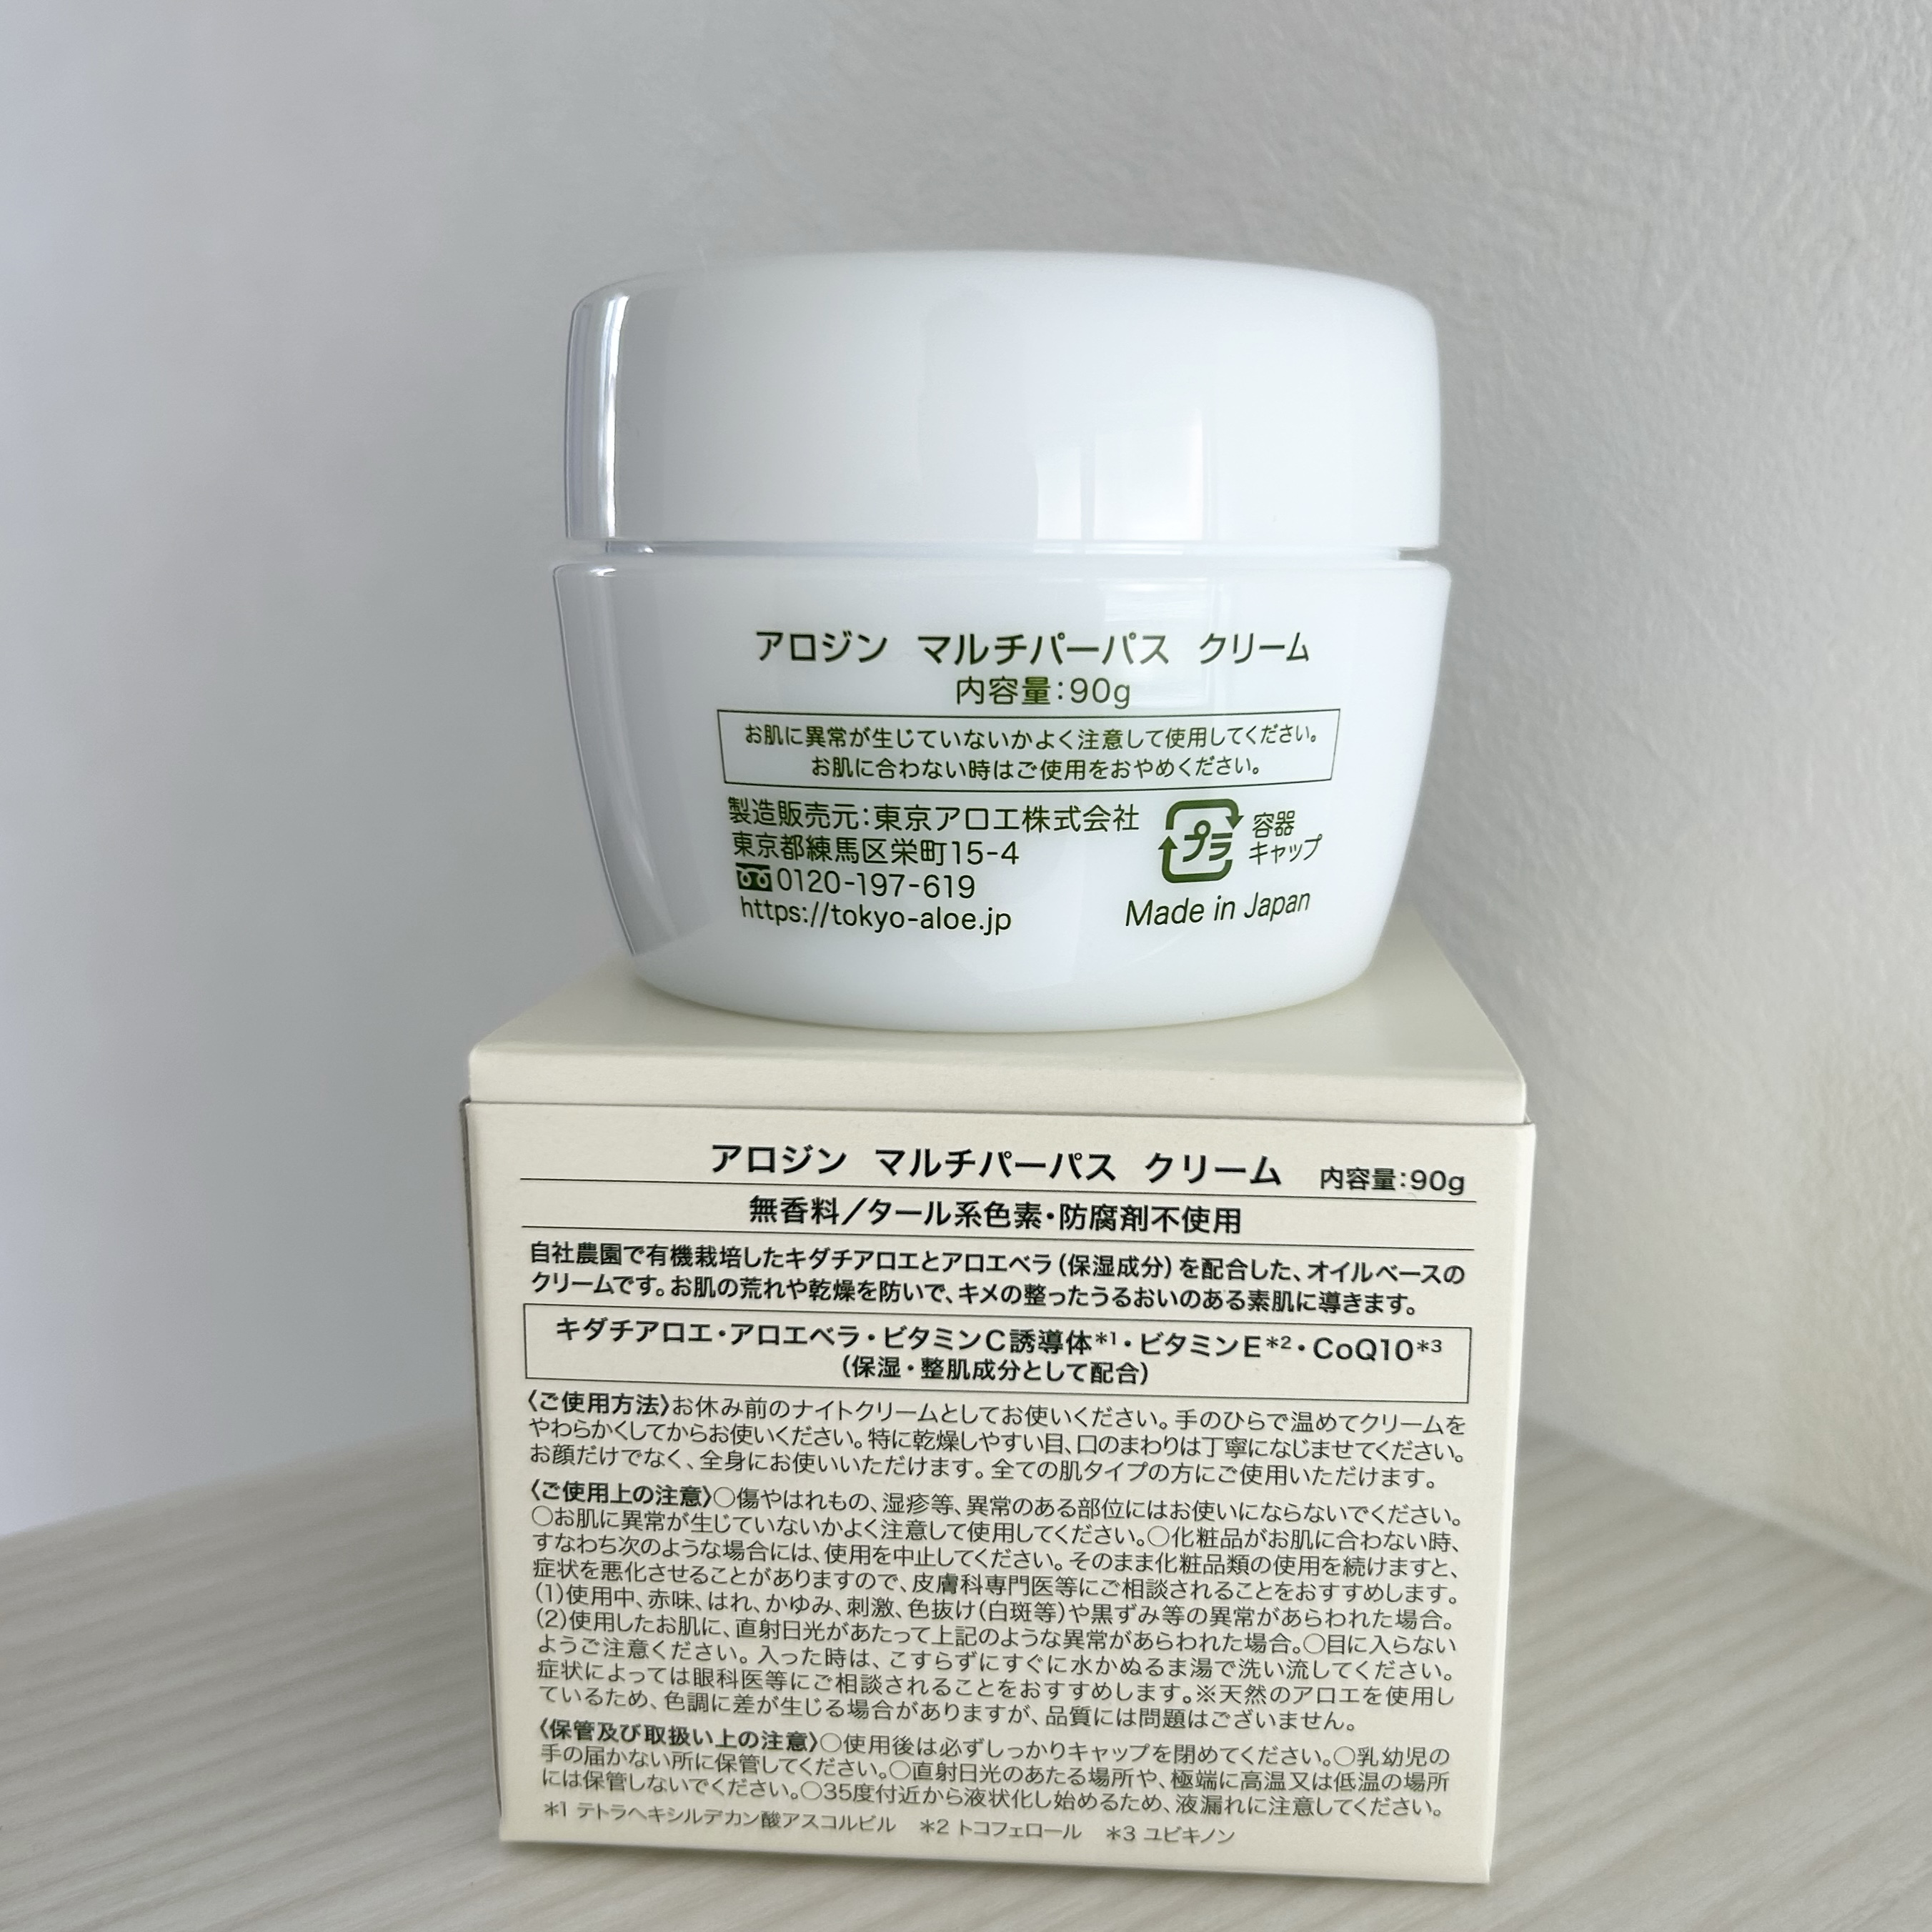 アロジン マルチパーパス クリーム
内容量：90g
お肌に異常が生じていないかよく注意して使用してください。
お肌に合わない時はご使用をおやめください。
製造販売元：東京アロエ株式会社
東京都練馬区栄町15-4
0120-197-619
https://tokyo-aloe.jp
プラ
容器
キャップ
Made in Japan
アロジン マルチパーパス クリーム 内容量：90g
無香料／タール系色素・防腐剤不使用
自社農園で有機栽培したキダチアロエとアロエベラ（保湿成分）を配合した、オイルベースの
クリームです。お肌の荒れや乾燥を防いで、キメの整ったうるおいのある素肌に導きます。
キダチアロエ・アロエベラ・ビタミンC誘導体*1・ビタミンE*2・CoQ10*3
（保湿・整肌成分として配合）
〈ご使用方法〉お休み前のナイトクリームとしてお使いください。手のひらで温めてクリームを
やわらかくしてからお使いください。特に乾燥しやすい目、口のまわりは丁寧になじませてください。
お顔だけでなく、全身にお使いいただけます。全ての肌タイプの方にご使用いただけます。
〈ご使用上の注意〉○傷やはれもの、湿疹等、異常のある部位にはお使いにならないでください。
○お肌に異常が生じていないかよく注意して使用してください。○化粧品がお肌に合わない時、
すなわち次のような場合には、使用を中止してください。そのまま化粧品類の使用を続けますと、
症状を悪化させることがありますので、皮膚科専門医等にご相談されることをおすすめします。
(1)使用中、赤味、はれ、かゆみ、刺激、色抜け(白斑等)や黒ずみ等の異常があらわれた場合。
(2)使用したお肌に、直射日光があたって上記のような異常があらわれた場合。○目に入らない
ようご注意ください。入った時は、こすらずにすぐに水かぬるま湯で洗い流してください。
症状によっては眼科医等にご相談されることをおすすめします。※天然のアロエを使用し
ているため、色調に差が生じる場合がありますが、品質には問題はございません。
〈保管及び取扱い上の注意〉○使用後は必ずしっかりキャップを閉めてください。○乳幼児の
手の届かない所に保管してください。○直射日光のあたる場所や、極端に高温又は低温の場所
には保管しないでください。○35度付近から液状化し始めるため、液漏れに注意してください。
*1 テトラヘキシルデカン酸アスコルビル *2 トコフェロール *3 ユビキノン